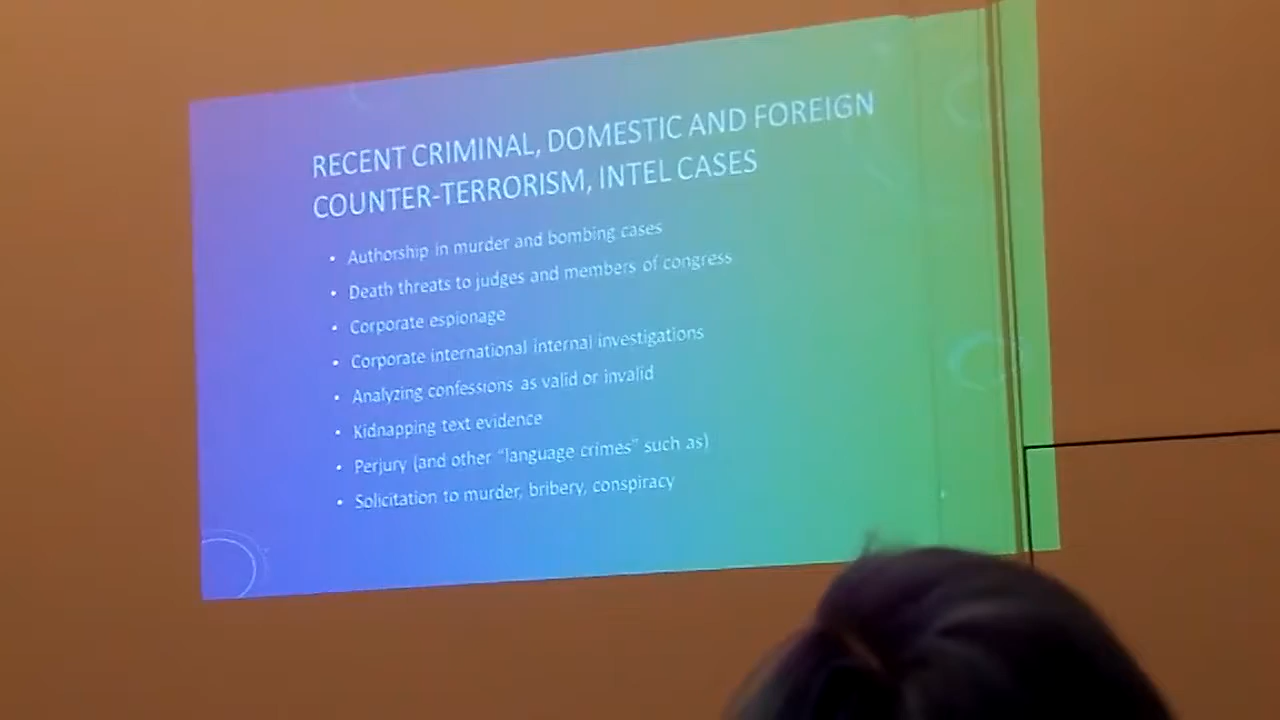 RECENT CRIMINAL, DOMESTIC AND FOREIGN
COUNTER-TERRORISM, INTEL CASES
• Authorship in murder and bombing cases
• Death threats to judges and members of congress
• Corporate espionage
• Corporate international internal investigations
• Analyzing confessions as valid or invalid
• Kidnapping text evidence
• Perjury (and other “language crimes” such as)
• Solicitation to murder, bribery, conspiracy